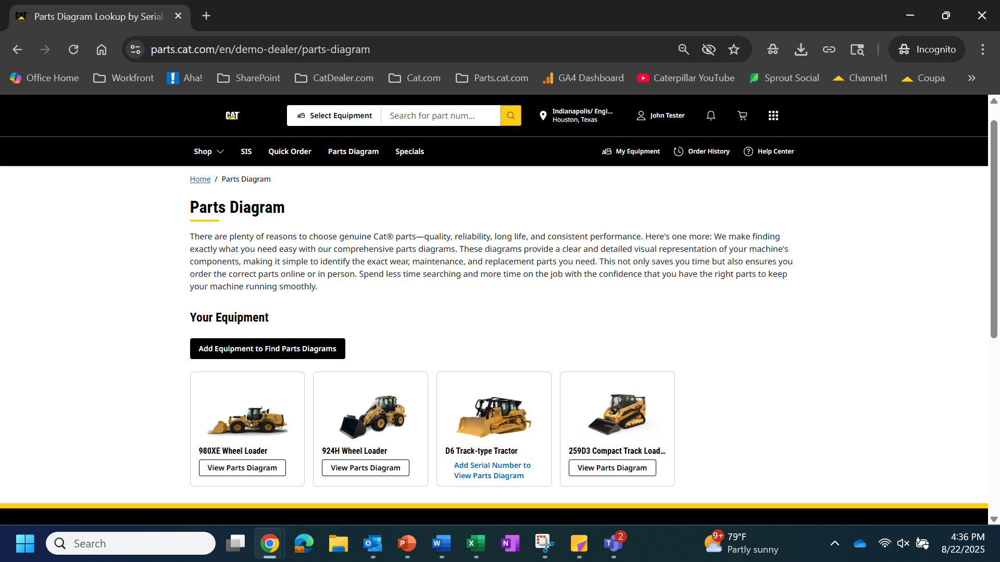 CAT
Parts Diagram Lookup by Serial
parts.cat.com/en/demo-dealer/parts-diagram
Incognito
Office Home
Workfront
Aha!
SharePoint
CatDealer.com
Cat.com
Parts.cat.com
GA4 Dashboard
Caterpillar YouTube
Sprout Social
Channel1
Coupa
CAT
Select Equipment
Search for part num...
Indianapolis/ Engi...
Houston, Texas
John Tester
Shop
SIS
Quick Order
Parts Diagram
Specials
My Equipment
Order History
Help Center
Home / Parts Diagram
Parts Diagram
There are plenty of reasons to choose genuine Cat® parts—quality, reliability, long life, and consistent performance. Here's one more: We make finding
exactly what you need easy with our comprehensive parts diagrams. These diagrams provide a clear and detailed visual representation of your machine's
components, making it simple to identify the exact wear, maintenance, and replacement parts you need. This not only saves you time but also ensures you
order the correct parts online or in person. Spend less time searching and more time on the job with the confidence that you have the right parts to keep
your machine running smoothly.
Your Equipment
Add Equipment to Find Parts Diagrams
980XE Wheel Loader
View Parts Diagram
924H Wheel Loader
View Parts Diagram
D6 Track-type Tractor
Add Serial Number to
View Parts Diagram
259D3 Compact Track Load...
View Parts Diagram
Search
2
9+
79°F
Partly sunny
4:36 PM
8/22/2025